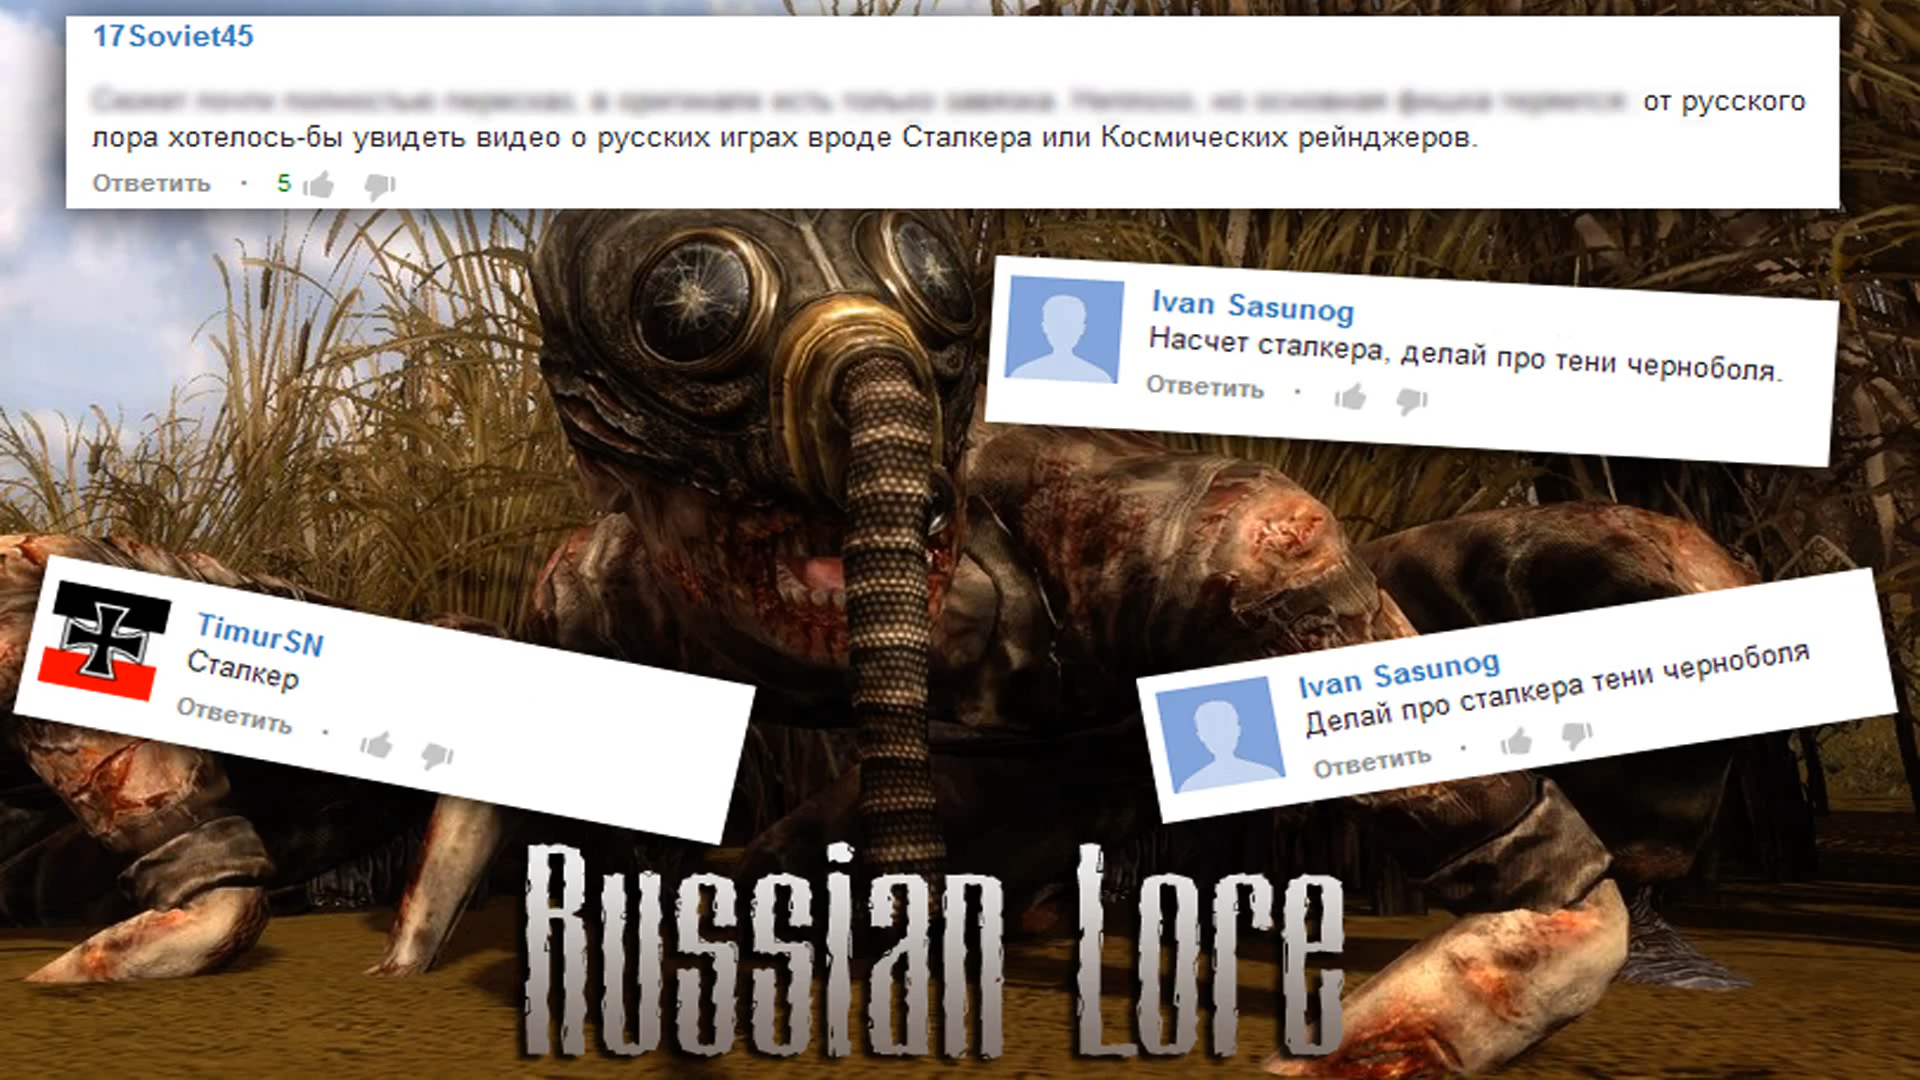 17Soviet45
от русского
лора хотелось-бы увидеть видео о русских играх вроде Сталкера или Космических рейнджеров.
Ответить · 5
Ivan Sasunog
Насчет сталкера, делай про тени черноболя.
Ответить ·
TimurSN
Сталкер
Ответить ·
Ivan Sasunog
Делай про сталкера тени черноболя
Ответить ·
Russian Lore